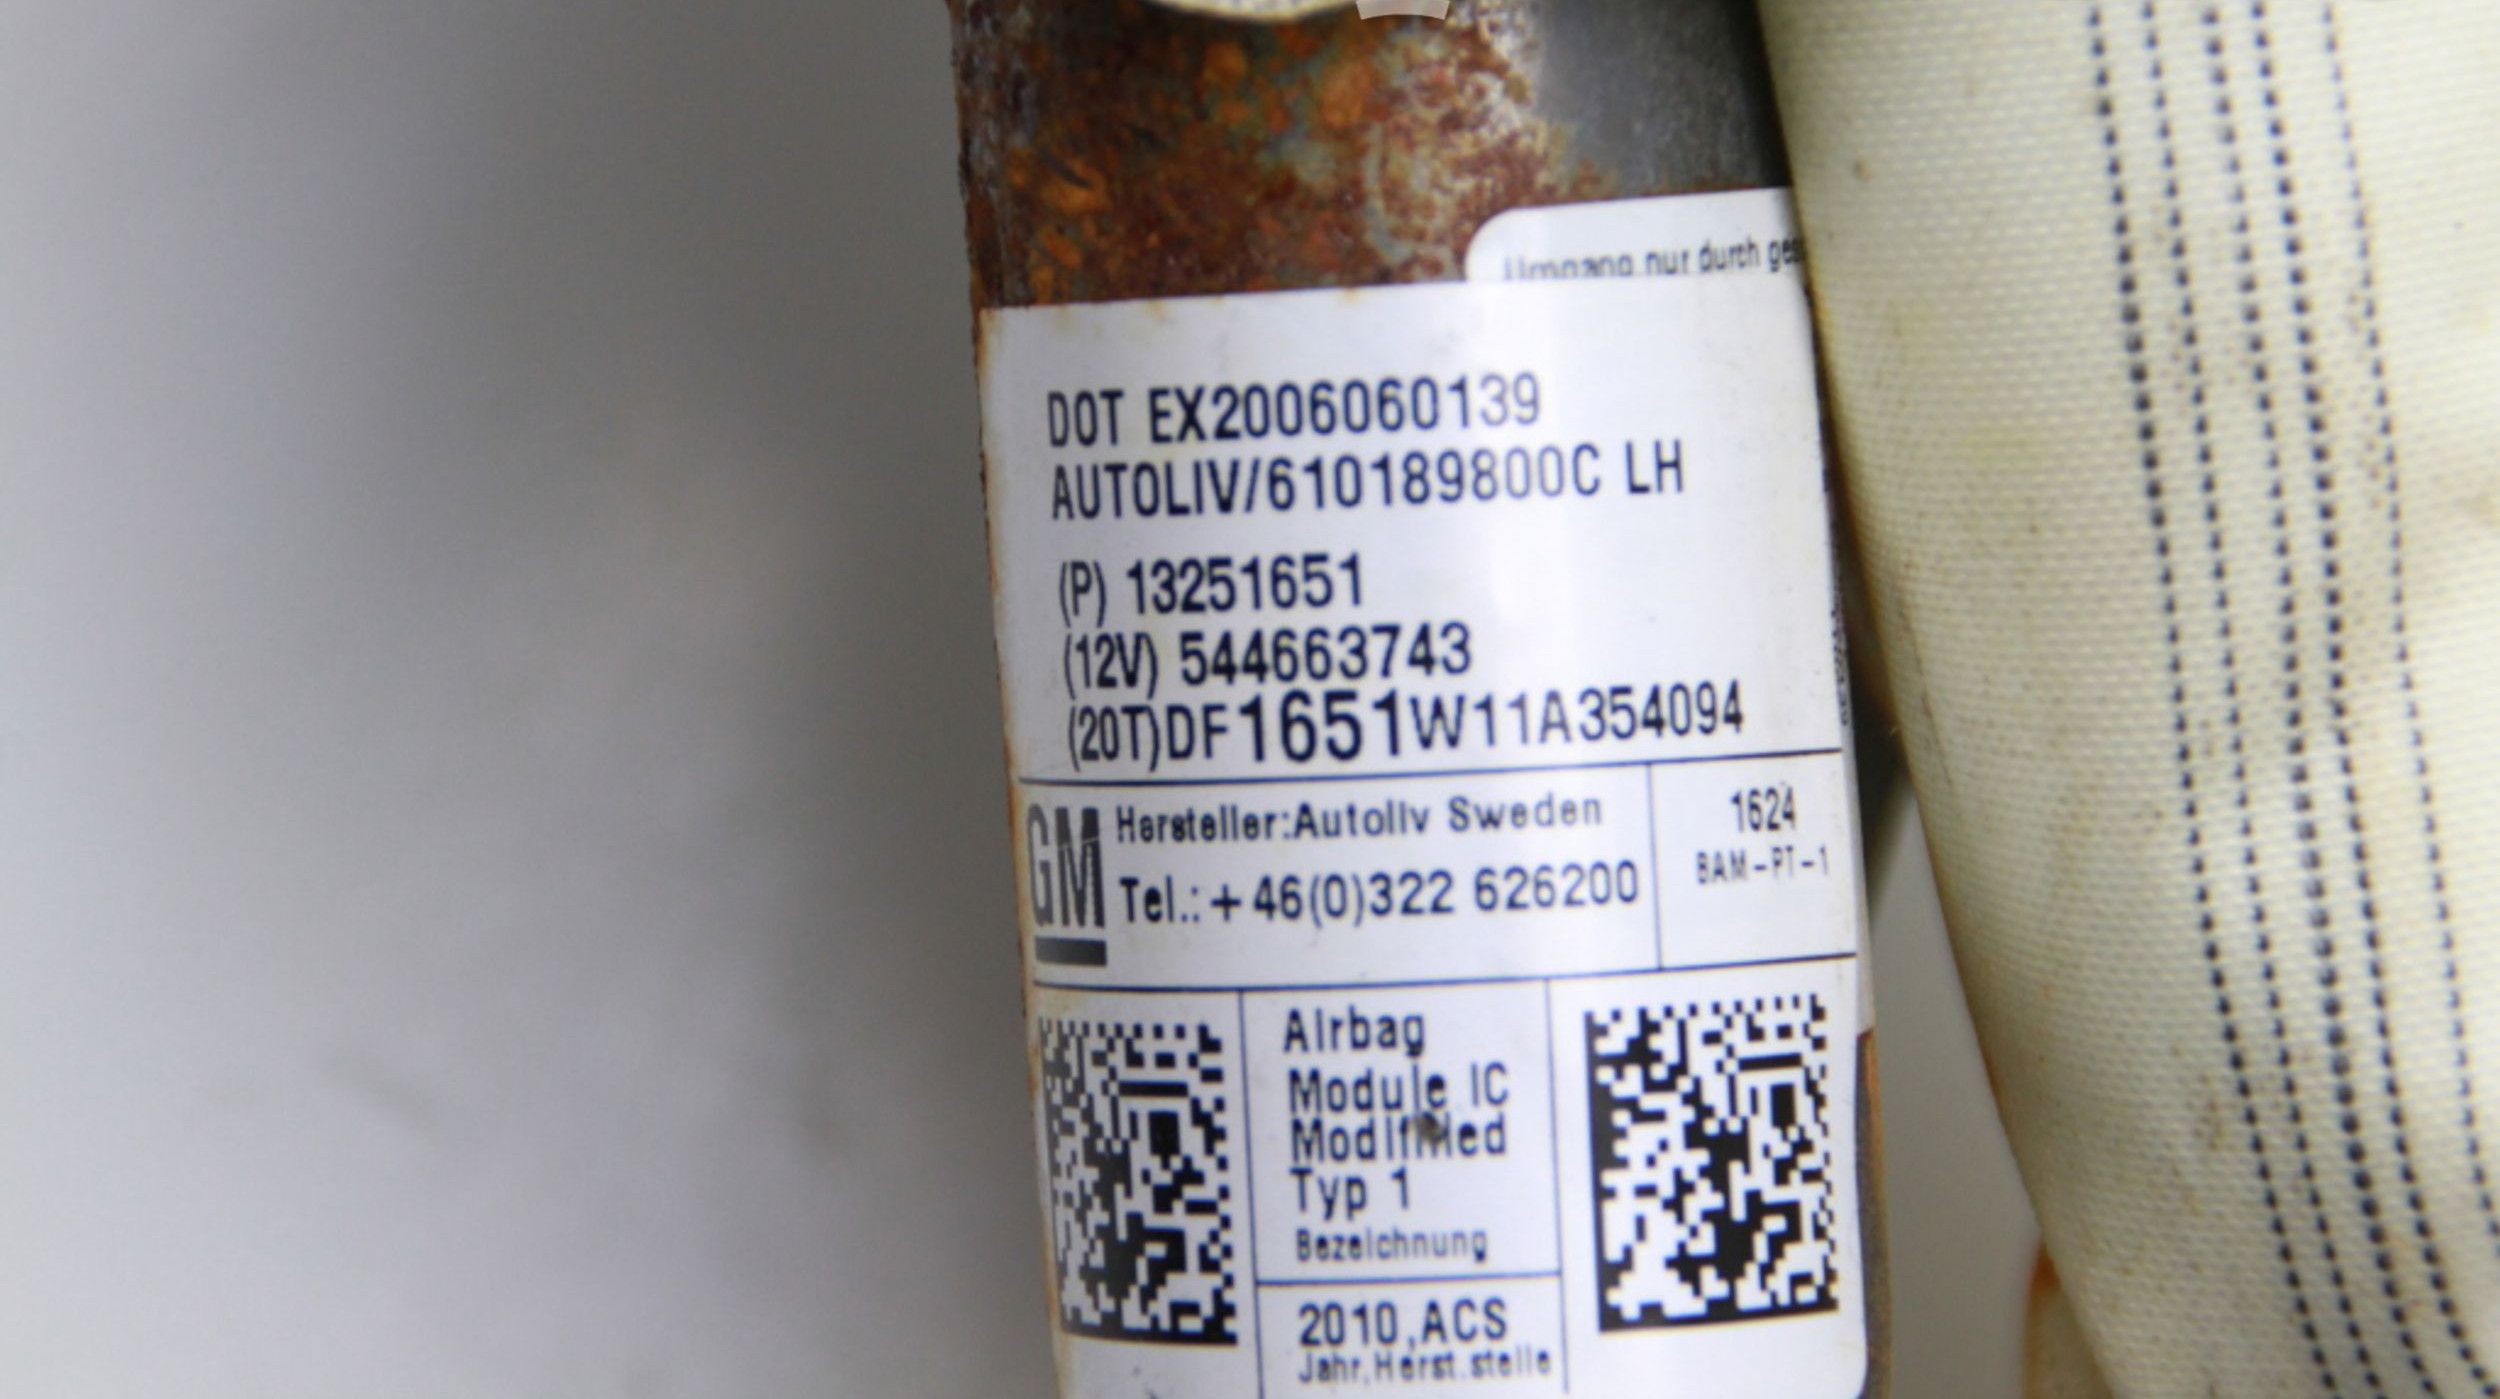 Umgang nur durch ges
DOT EX2006060139
AUTOLIV/610189800C LH
(P) 13251651
(12V) 544663743
(20T)DF1651W11A354094
GM
Hersteller:Autoliv Sweden
Tel.:+46(0)322 626200
1624
BAM-PT-1
Airbag
Module IC
Modified
Typ 1
Bezeichnung
2010,ACS
Jahr,Herst.stelle